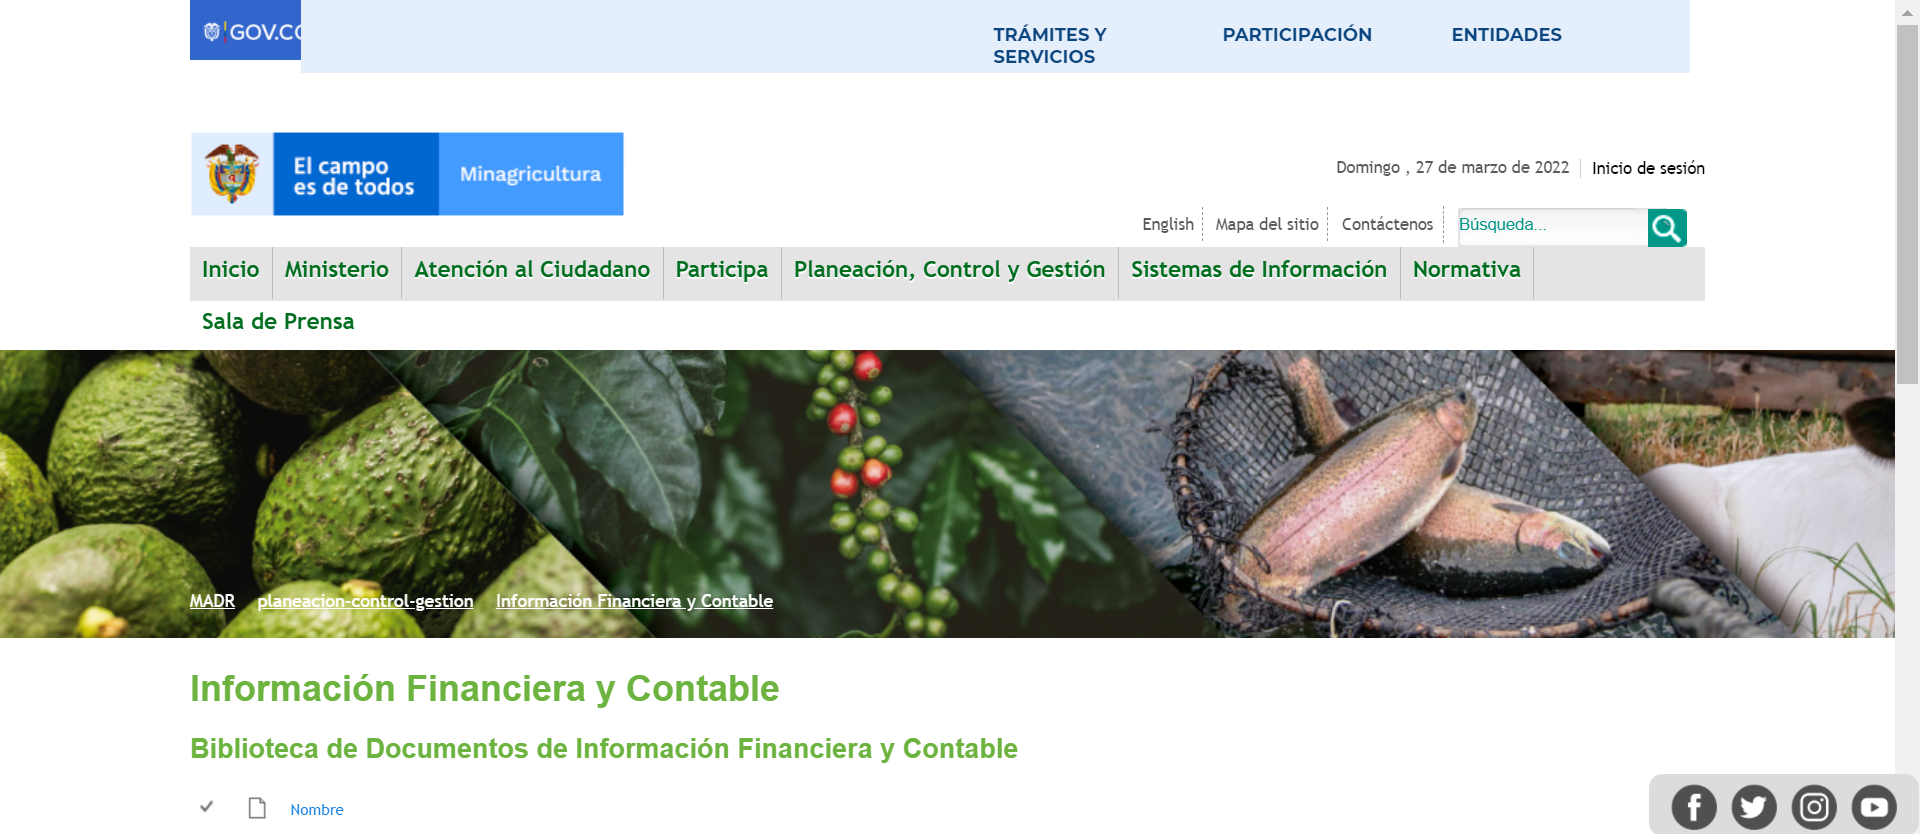 GOV.CO
TRÁMITES Y
SERVICIOS
PARTICIPACIÓN
ENTIDADES
El campo
es de todos
Minagricultura
Domingo , 27 de marzo de 2022
Inicio de sesión
English
Mapa del sitio
Contáctenos
Búsqueda...
Inicio
Ministerio
Atención al Ciudadano
Participa
Planeación, Control y Gestión
Sistemas de Información
Normativa
Sala de Prensa
MADR
planeacion-control-gestion
Información Financiera y Contable
Información Financiera y Contable
Biblioteca de Documentos de Información Financiera y Contable
Nombre